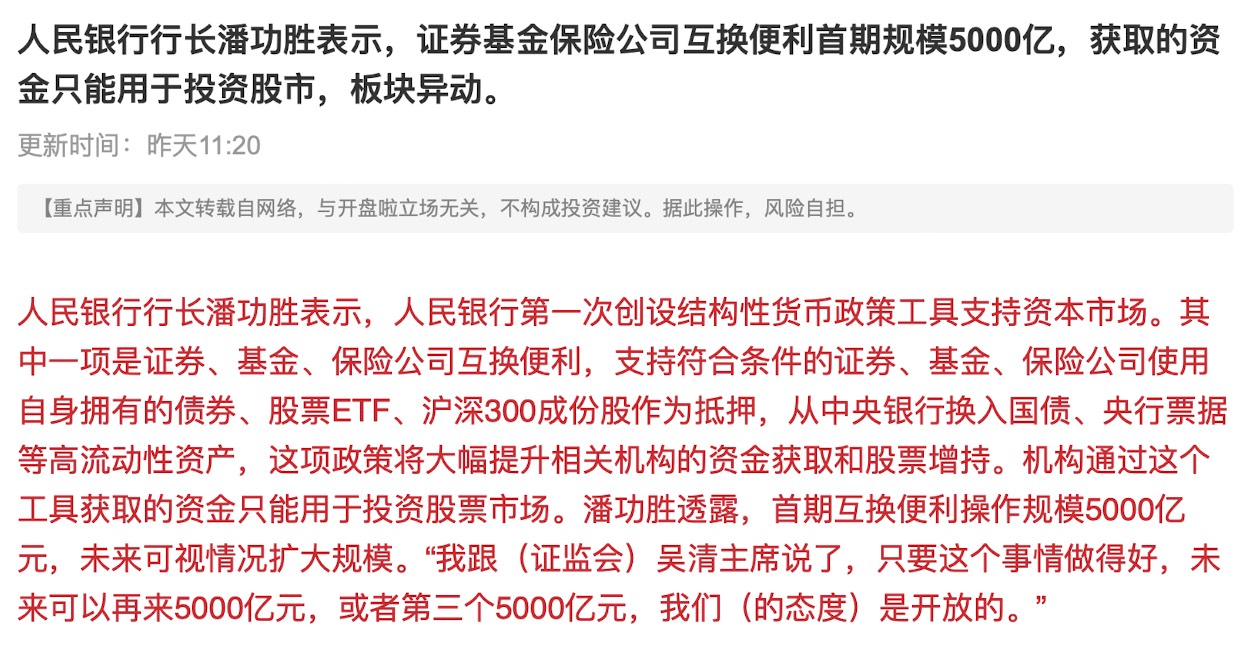 人民银行行长潘功胜表示，证券基金保险公司互换便利首期规模5000亿，获取的资
金只能用于投资股市，板块异动。
更新时间：昨天11:20
【重点声明】本文转载自网络，与开盘啦立场无关，不构成投资建议。据此操作，风险自担。
人民银行行长潘功胜表示，人民银行第一次创设结构性货币政策工具支持资本市场。其
中一项是证券、基金、保险公司互换便利，支持符合条件的证券、基金、保险公司使用
自身拥有的债券、股票ETF、沪深300成份股作为抵押，从中央银行换入国债、央行票据
等高流动性资产，这项政策将大幅提升相关机构的资金获取和股票增持。机构通过这个
工具获取的资金只能用于投资股票市场。潘功胜透露，首期互换便利操作规模5000亿
元，未来可视情况扩大规模。“我跟（证监会）吴清主席说了，只要这个事情做得好，未
来可以再来5000亿元，或者第三个5000亿元，我们（的态度）是开放的。”